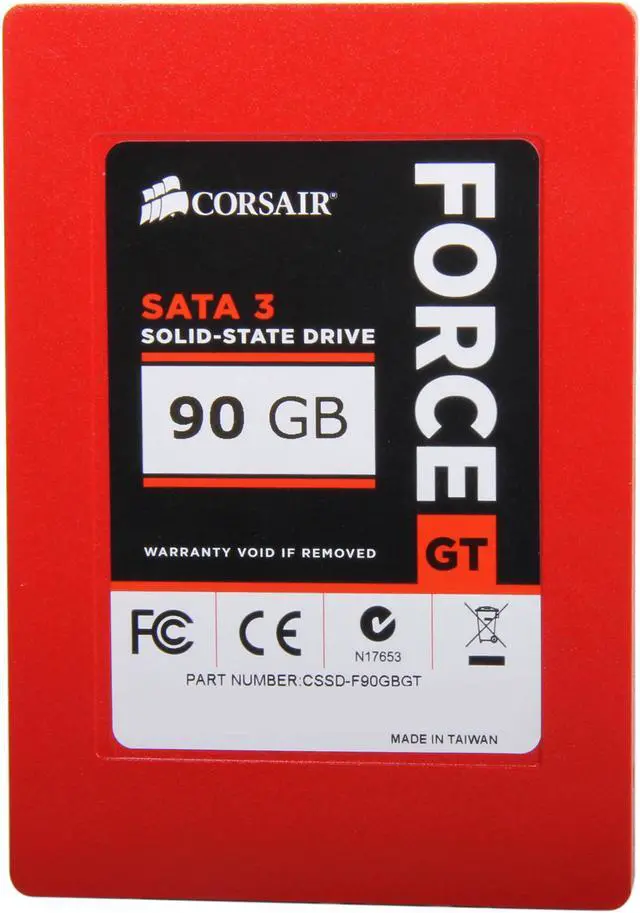 CORSAIR®
SATA 3
SOLID-STATE DRIVE
90 GB
WARRANTY VOID IF REMOVED
FORCE
GT
FC CE
N17653
PART NUMBER:CSSD-F90GBGT
MADE IN TAIWAN